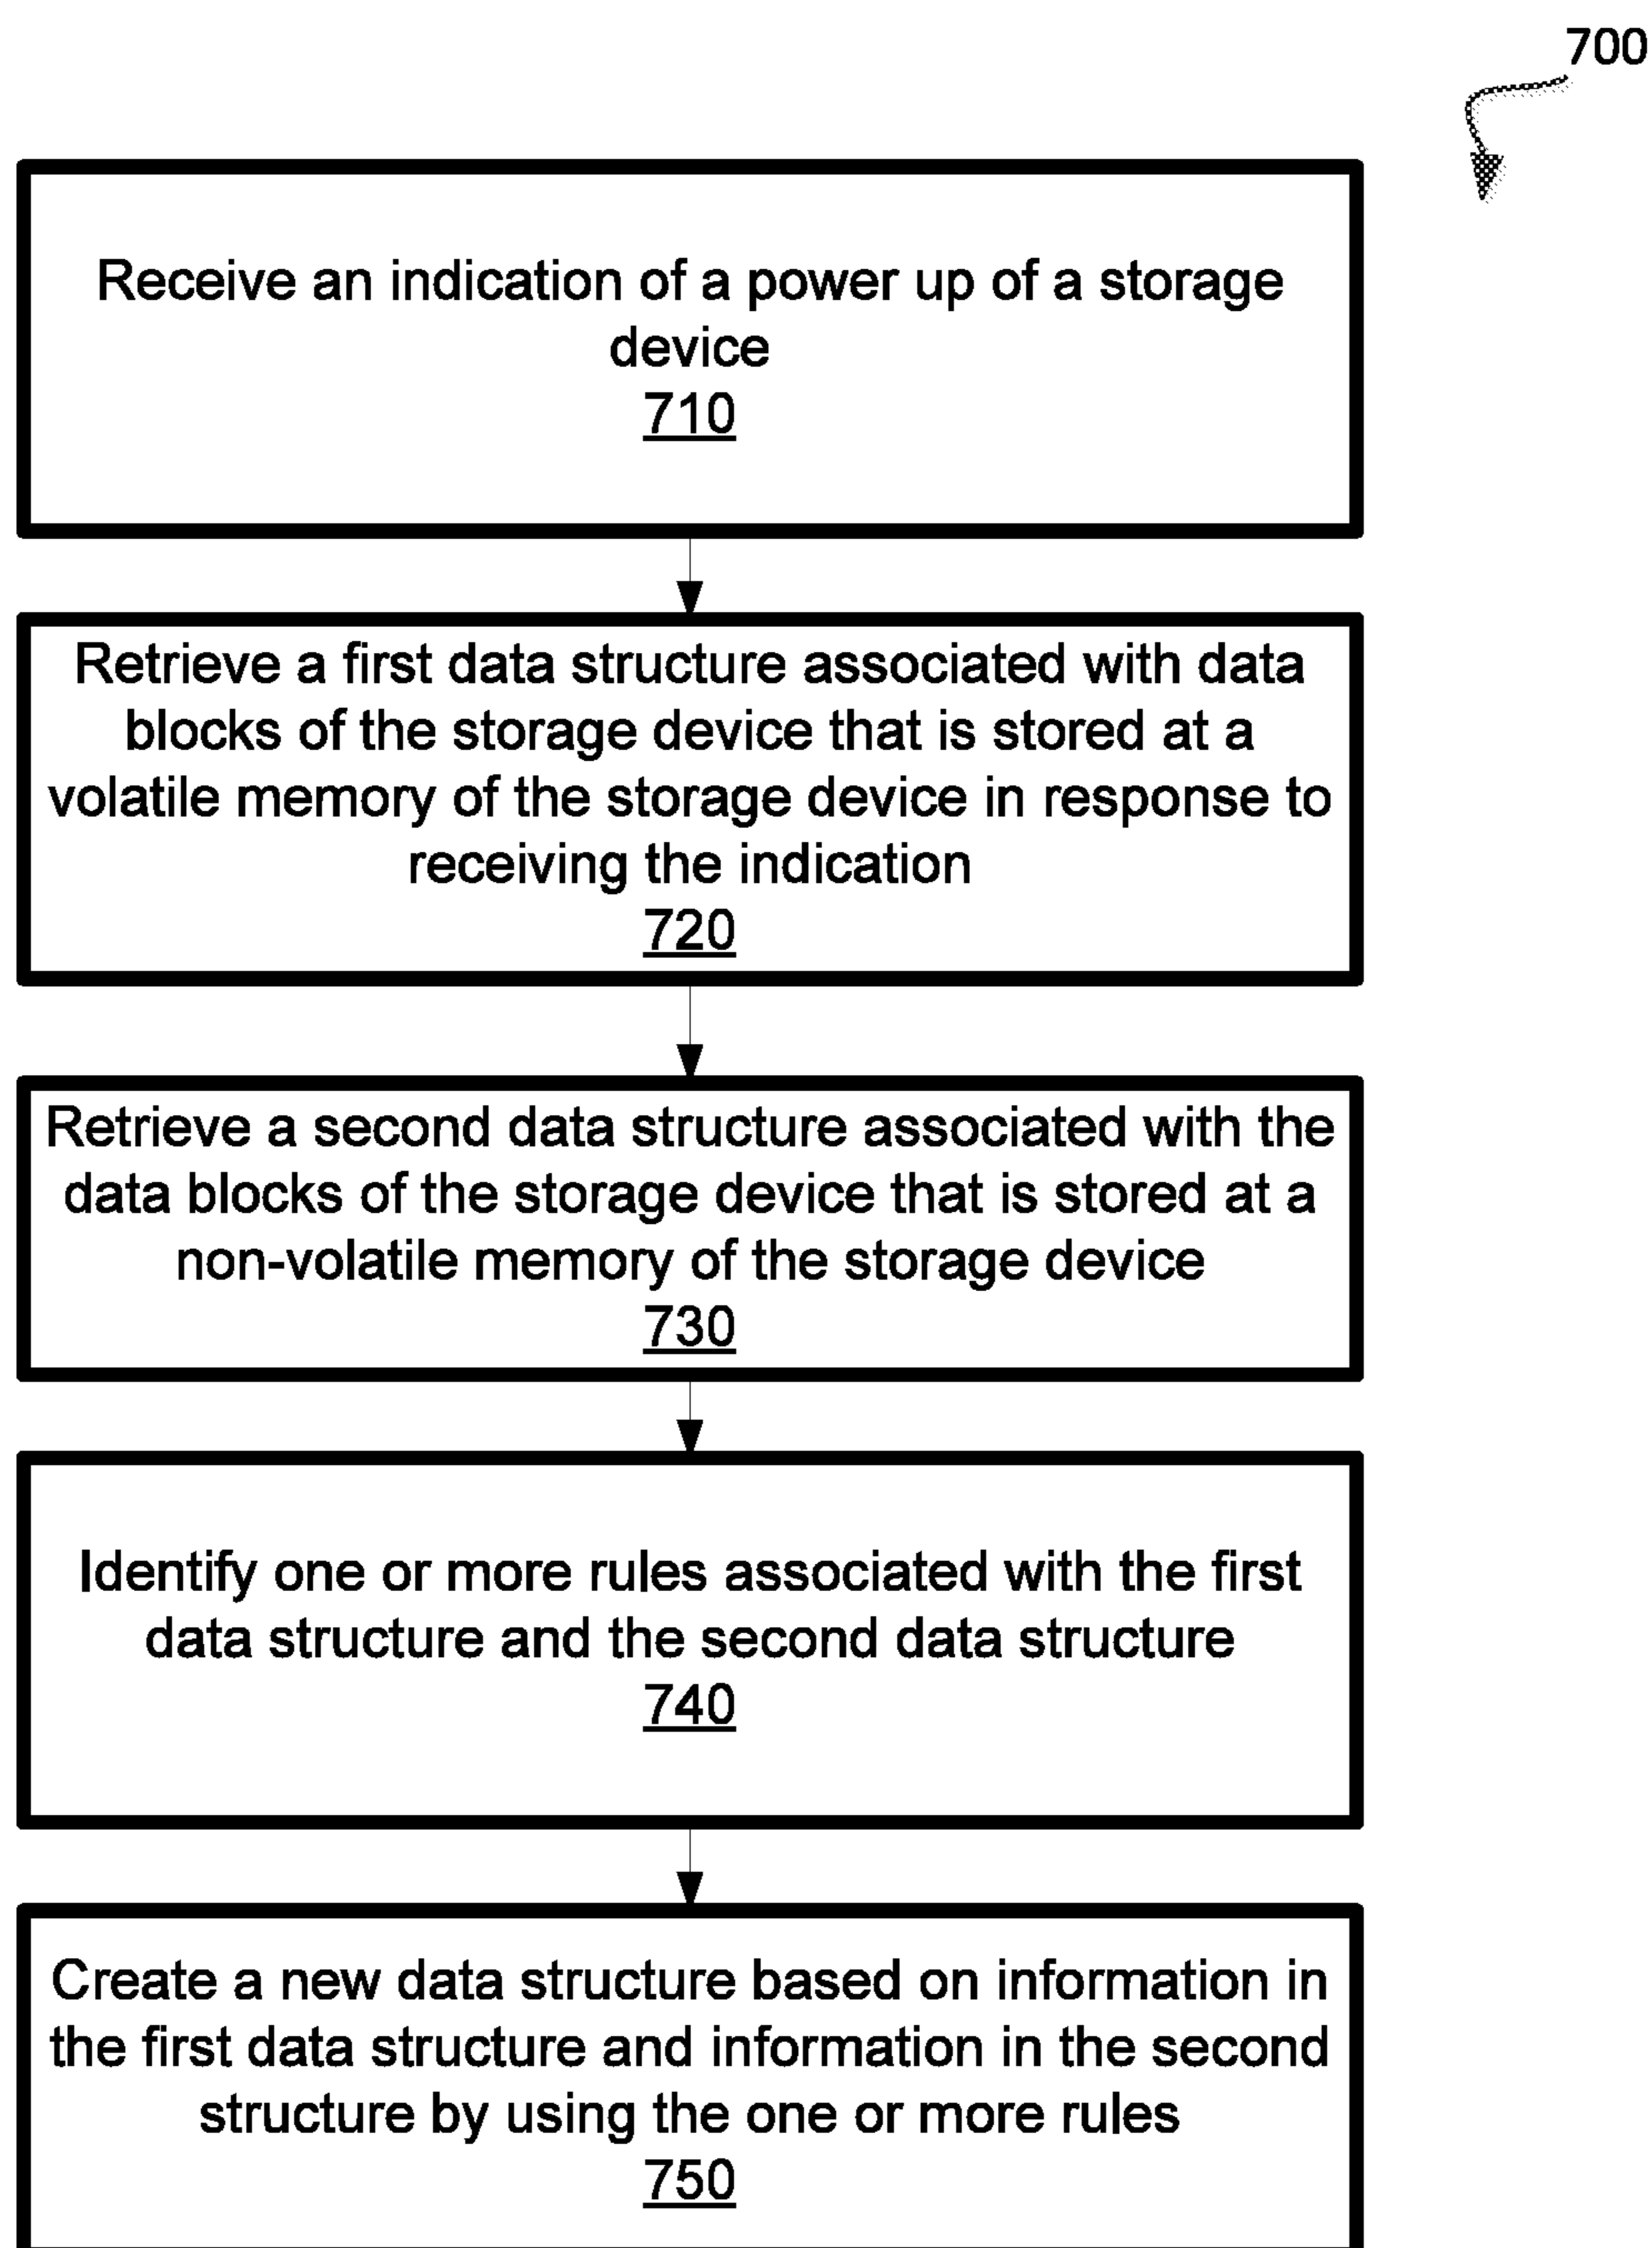 700
Receive an indication of a power up of a storage
device
710
Retrieve a first data structure associated with data
blocks of the storage device that is stored at a
volatile memory of the storage device in response to
receiving the indication
720
Retrieve a second data structure associated with the
data blocks of the storage device that is stored at a
non-volatile memory of the storage device
730
Identify one or more rules associated with the first
data structure and the second data structure
740
Create a new data structure based on information in
the first data structure and information in the second
structure by using the one or more rules
750